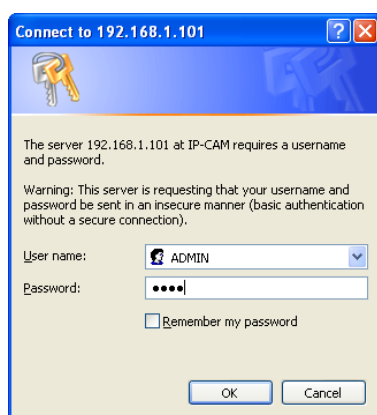 Connect to 192.168.1.101
The server 192.168.1.101 at IP-CAM requires a username
and password.
Warning: This server is requesting that your username and
password be sent in an insecure manner (basic authentication
without a secure connection).
User name:
ADMIN
Password:
••••
Remember my password
OK
Cancel